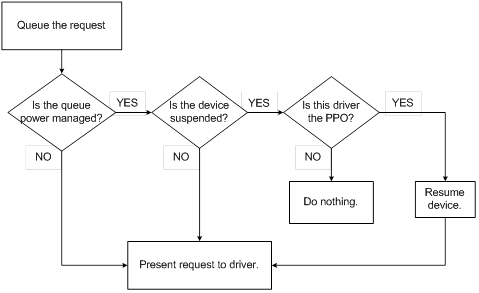 Queue the request
Is the queue
power managed?
YES
Is the device
suspended?
YES
Is this driver
the PPO?
YES
NO
NO
NO
Do nothing.
Resume
device.
Present request to driver.